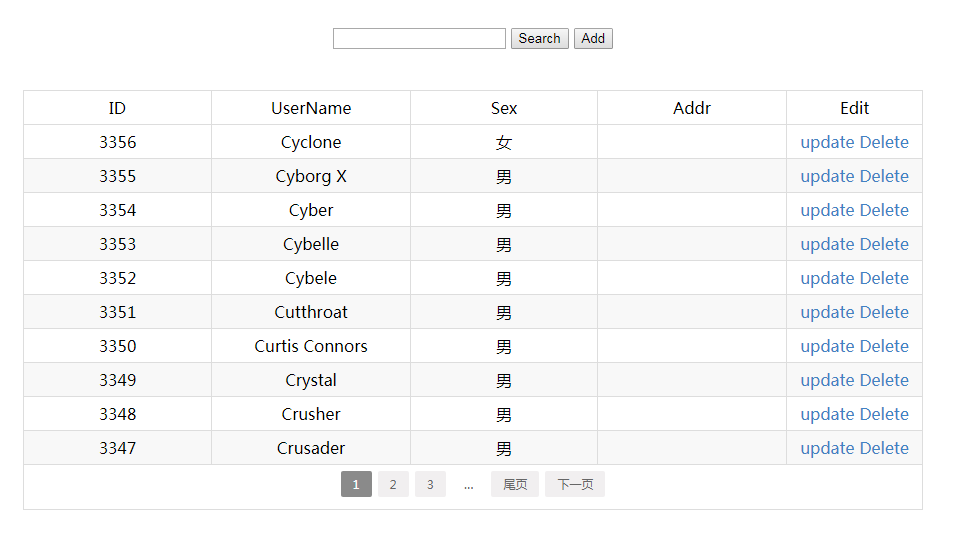 Search Add
ID UserName Sex Addr Edit
3356 Cyclone 女 update Delete
3355 Cyborg X 男 update Delete
3354 Cyber 男 update Delete
3353 Cybelle 男 update Delete
3352 Cybele 男 update Delete
3351 Cutthroat 男 update Delete
3350 Curtis Connors 男 update Delete
3349 Crystal 男 update Delete
3348 Crusher 男 update Delete
3347 Crusader 男 update Delete
1 2 3 ... 尾页 下一页